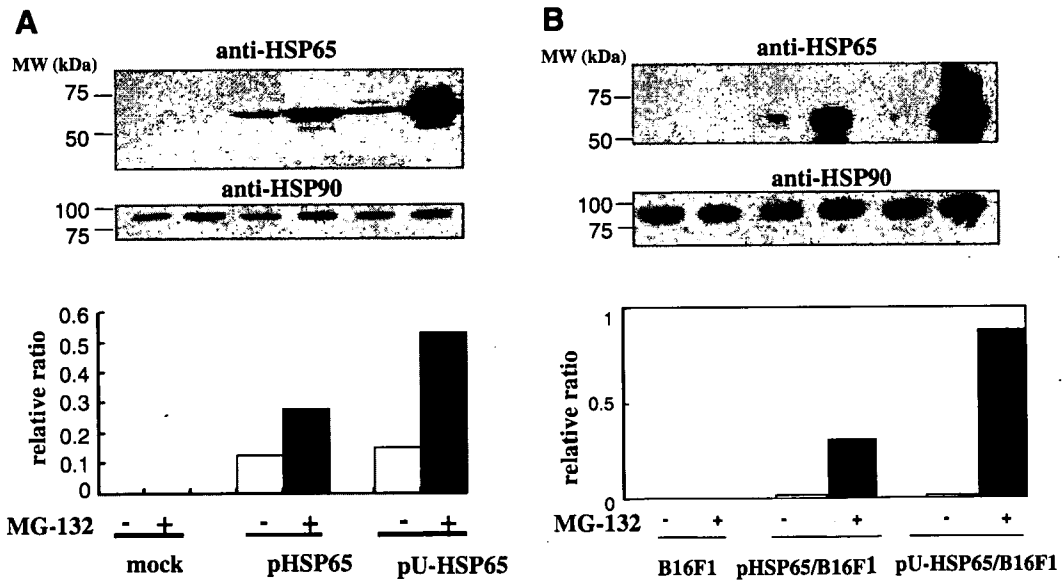 A
anti-HSP65
MW (kDa)
75
50
anti-HSP90
100
75
relative ratio
0.6
0.5
0.4
0.3
0.2
0.1
0
MG-132 - + - + - +
mock pHSP65 pU-HSP65
B
anti-HSP65
75
50
anti-HSP90
100
75
relative ratio
1
0.5
0
MG-132 - + - + - +
B16F1 pHSP65/B16F1 pU-HSP65/B16F1